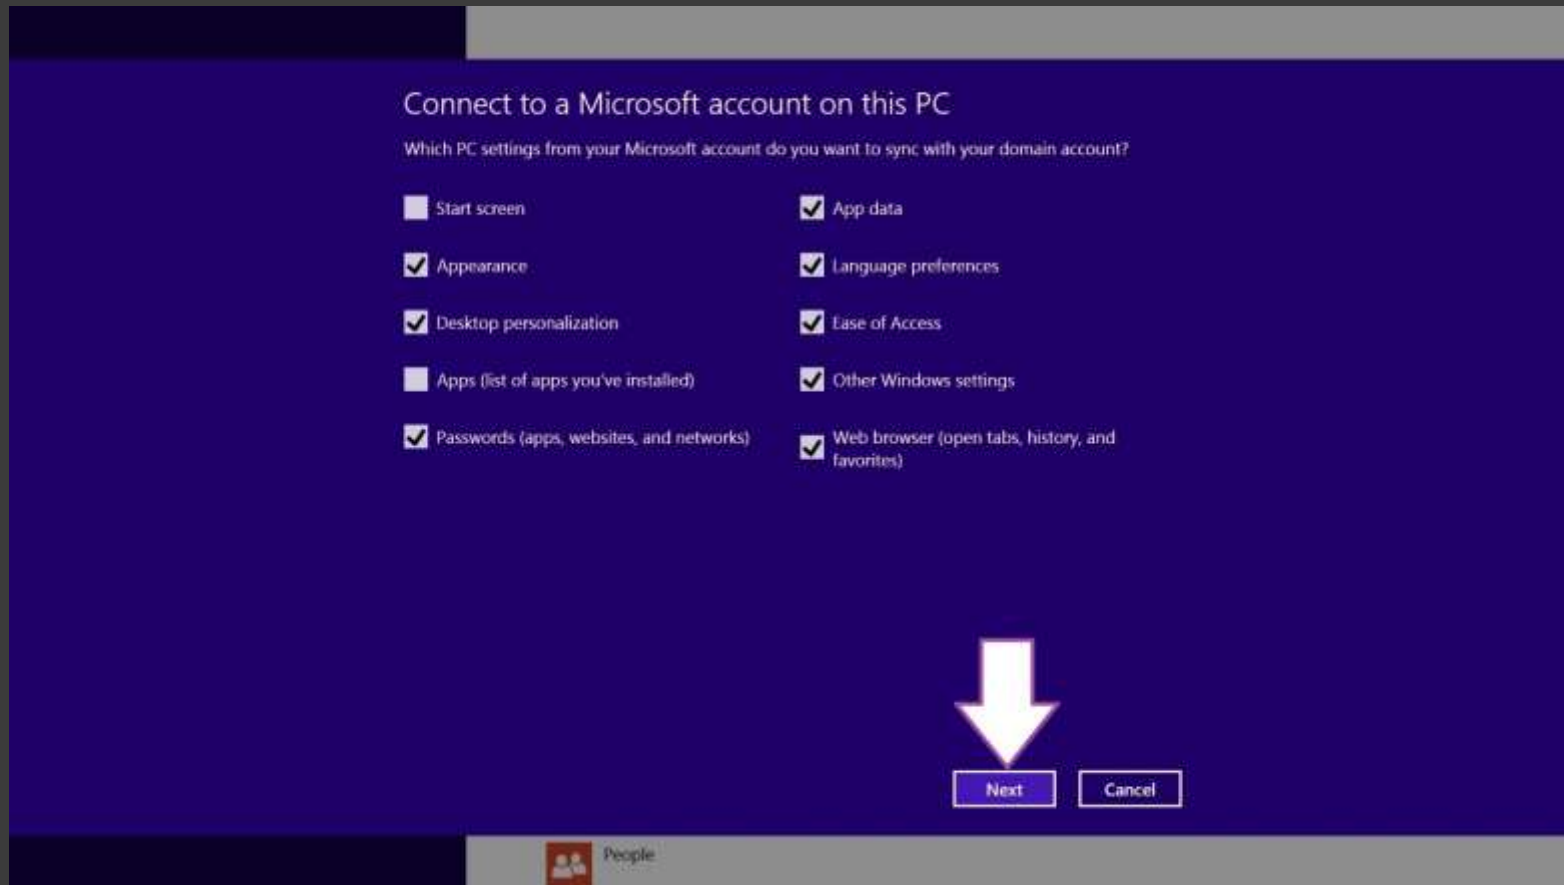 Connect to a Microsoft account on this PC
Which PC settings from your Microsoft account do you want to sync with your domain account?
Start screen
App data
Appearance
Language preferences
Desktop personalization
Ease of Access
Apps (list of apps you've installed)
Other Windows settings
Passwords (apps, websites, and networks)
Web browser (open tabs, history, and
favorites)
Next
Cancel
People